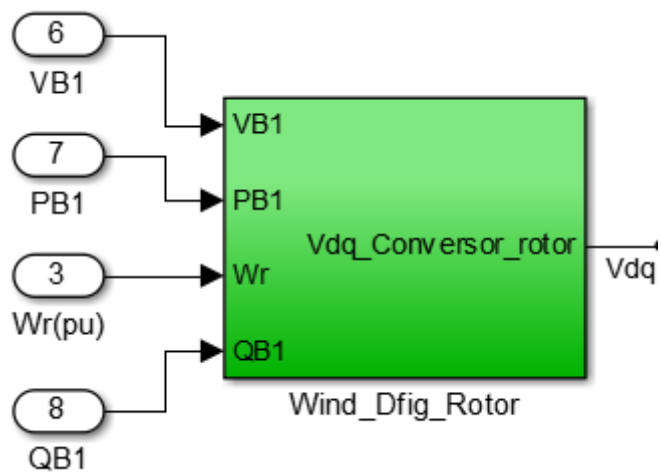 6
VB1
7
PB1
3
Wr(pu)
8
QB1
VB1
PB1
Wr
QB1
Vdq_Conversor_rotor
Wind_Dfig_Rotor
Vdq